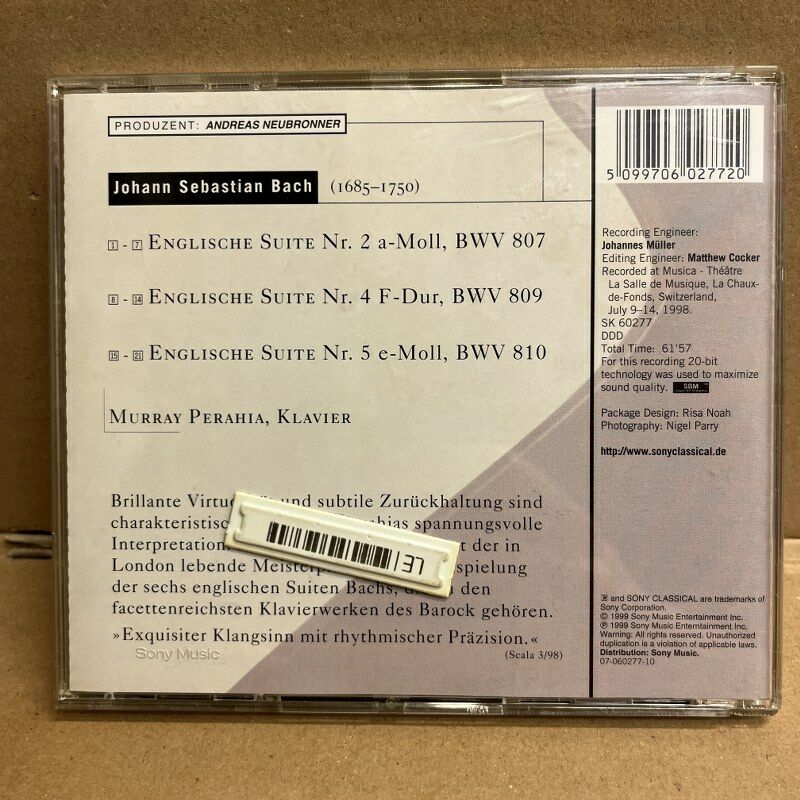 PRODUZENT: ANDREAS NEUBRONNER
Johann Sebastian Bach (1685–1750)
1 - 7 ENGLISCHE SUITE NR. 2 a-MOLL, BWV 807
8 - 14 ENGLISCHE SUITE NR. 4 F-DUR, BWV 809
15 - 21 ENGLISCHE SUITE NR. 5 e-MOLL, BWV 810
MURRAY PERAHIA, KLAVIER
Brillante und subtile Zurückhaltung sind
spannungsvolle
der in
London lebende
der sechs englischen Suiten Bachs, den
facettenreichsten Klavierwerken des Barock gehören.
»Exquisiter Klangsinn mit rhythmischer Präzision.«
(Scala 3/98)
Sony Music
LE
5 099706 027720
Recording Engineer:
Johannes Müller
Editing Engineer: Matthew Cocker
Recorded at Musica - Théâtre
La Salle de Musique, La Chaux-
de-Fonds, Switzerland,
July 9–14, 1998.
SK 60277
DDD
Total Time: 61'57
For this recording 20-bit
technology was used to maximize
sound quality. SBM
Package Design: Risa Noah
Photography: Nigel Parry
http://www.sonyclassical.de
and SONY CLASSICAL are trademarks of
Sony Corporation.
© 1999 Sony Music Entertainment Inc.
℗ 1999 Sony Music Entertainment Inc.
Warning: All rights reserved. Unauthorized
duplication is a violation of applicable laws.
Distribution: Sony Music.
07-060277-10